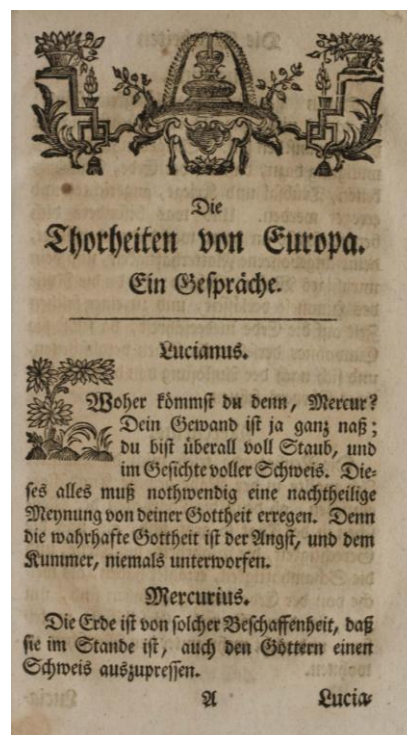 Die
Thorheiten von Europa.
Ein Gespräche.
Lucianus.
Woher kömmst du denn, Mercur?
Dein Gewand ist ja ganz naß;
du bist überall voll Staub, und
im Gesichte voller Schweis. Die-
ses alles muß nothwendig eine nachtheilige
Meynung von deiner Gottheit erregen. Denn
die wahrhafte Gottheit ist der Angst, und dem
Kummer, niemals unterworfen.
Mercurius.
Die Erde ist von solcher Beschaffenheit, daß
sie im Stande ist, auch den Göttern einen
Schweis auszupressen.
A Lucia-